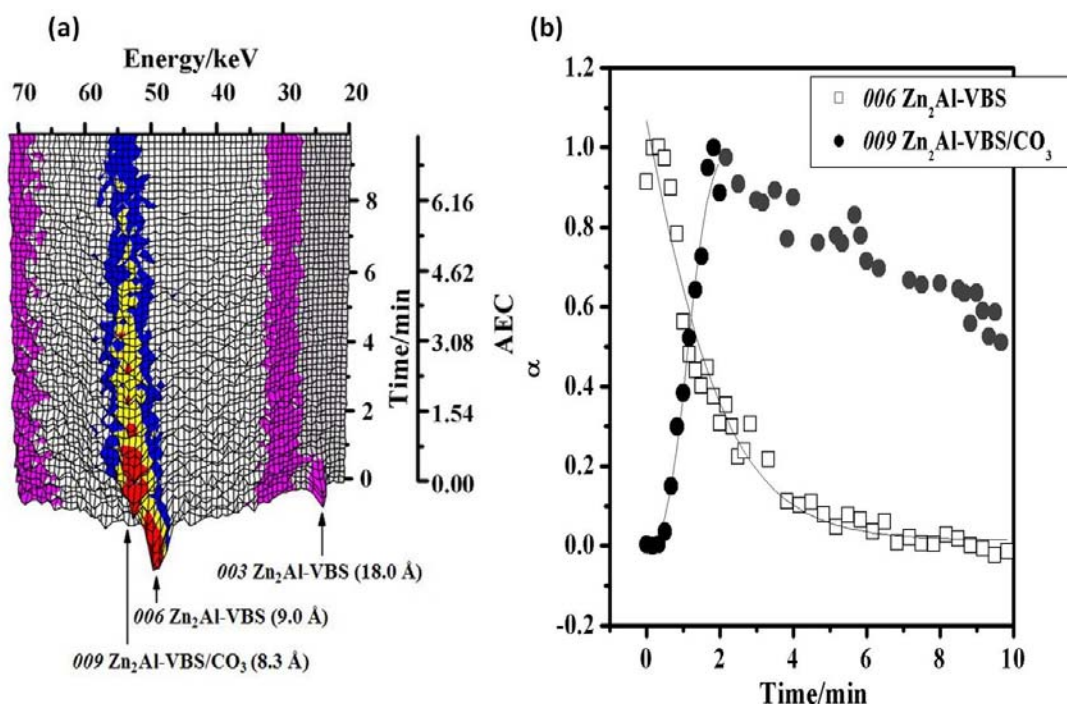 (a)
Energy/keV
70 60 50 40 30 20
8
6
4
2
0
Time/min
6.16
4.62
3.08
1.54
0.00
AEC
003 Zn₂Al-VBS (18.0 Å)
006 Zn₂Al-VBS (9.0 Å)
009 Zn₂Al-VBS/CO₃ (8.3 Å)
(b)
1.2
1.0
0.8
0.6
0.4
0.2
0.0
-0.2
α
006 Zn₂Al-VBS
009 Zn₂Al-VBS/CO₃
0 2 4 6 8 10
Time/min